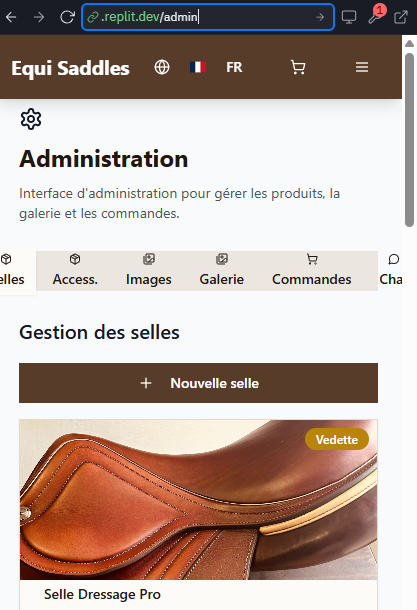 .replit.dev/admin
1
Equi Saddles
FR
Administration
Interface d'administration pour gérer les produits, la
galerie et les commandes.
elles Access. Images Galerie Commandes Cha
Gestion des selles
+ Nouvelle selle
Vedette
Selle Dressage Pro